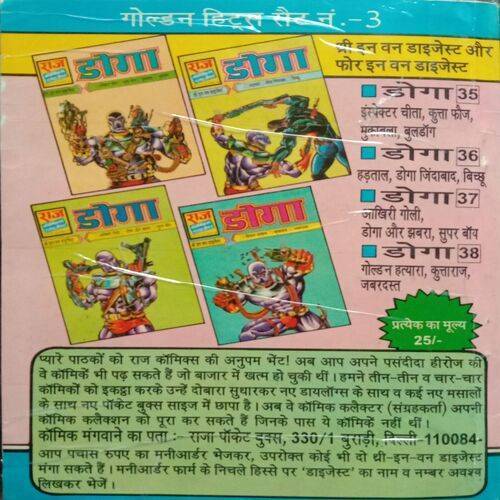 गोल्डन हिट्स सैट नं.-3
थ्री इन वन डाइजेस्ट और
फोर इन वन डाइजेस्ट
राज
डोगा
राज
डोगा
राज
डोगा
राज
डोगा
डोगा 35
इंस्पेक्टर चीता, कुत्ता फौज,
मुकाबला, बुलडॉग
डोगा 36
हड़ताल, डोगा जिंदाबाद, बिच्छू
डोगा 37
आखिरी गोली,
डोगा और झबरा, सुपर बॉय
डोगा 38
गोल्डन हत्यारा, कुत्ताराज,
जबरदस्त
प्रत्येक का मूल्य
25/-
प्यारे पाठकों को राज कॉमिक्स की अनुपम भेंट! अब आप अपने पसंदीदा हीरोज की
वे कॉमिकें भी पढ़ सकते हैं जो बाजार में खत्म हो चुकी थीं। हमने तीन-तीन व चार-चार
कॉमिकों को इकट्ठा करके उन्हें दोबारा सुधारकर नए डायलॉग्स के साथ व कई नए मसालों
के साथ नए पॉकेट बुक्स साइज में छापा है। अब वे कॉमिक कलैक्टर (संग्रहकर्ता) अपनी
कॉमिक कलैक्शन को पूरा कर सकते हैं जिनके पास ये कॉमिकें नहीं थीं।
कॉमिक मंगवाने का पता:- राजा पॉकेट बुक्स, 330/1 बुराड़ी, दिल्ली-110084-
आप पचास रुपए का मनीआर्डर भेजकर, उपरोक्त कोई भी दो थ्री-इन-वन डाइजेस्ट
मंगा सकते हैं। मनीआर्डर फार्म के निचले हिस्से पर 'डाइजेस्ट' का नाम व नम्बर अवश्य
लिखकर भेजें।